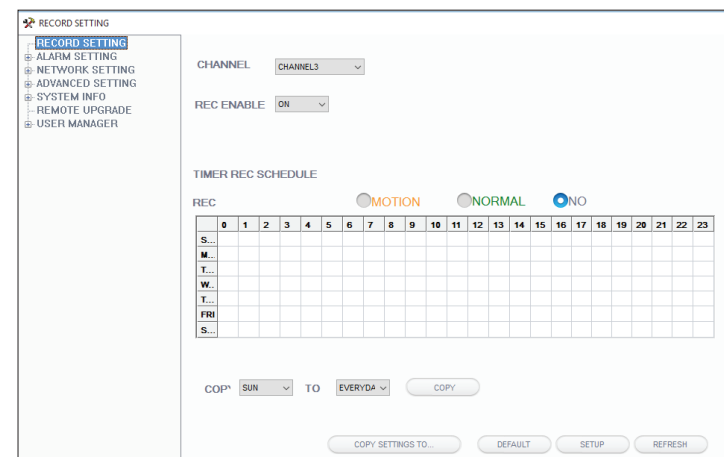 RECORD SETTING
RECORD SETTING
ALARM SETTING
NETWORK SETTING
ADVANCED SETTING
SYSTEM INFO
REMOTE UPGRADE
USER MANAGER
CHANNEL CHANNEL3
REC ENABLE ON
TIMER REC SCHEDULE
REC MOTION NORMAL NO
0 1 2 3 4 5 6 7 8 9 10 11 12 13 14 15 16 17 18 19 20 21 22 23
S...
M...
T...
W...
T...
FRI
S...
COPY SUN TO EVERYDA COPY
COPY SETTINGS TO... DEFAULT SETUP REFRESH